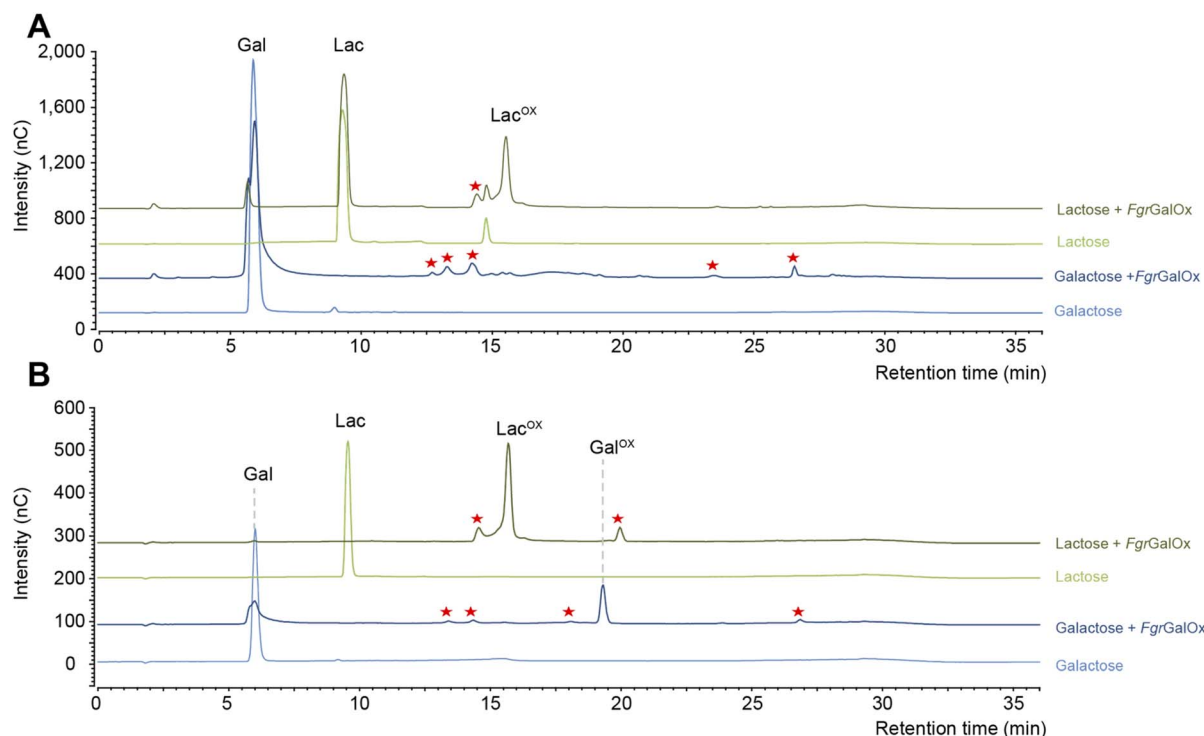 A
Gal
Lac
Lac^OX
2,000
1,600
1,200
800
400
0
Intensity (nC)
Lactose + FgrGalOx
Lactose
Galactose +FgrGalOx
Galactose
0 5 10 15 20 25 30 35
Retention time (min)
B
Gal
Lac
Lac^OX
Gal^OX
600
500
400
300
200
100
0
Intensity (nC)
Lactose + FgrGalOx
Lactose
Galactose + FgrGalOx
Galactose
0 5 10 15 20 25 30 35
Retention time (min)